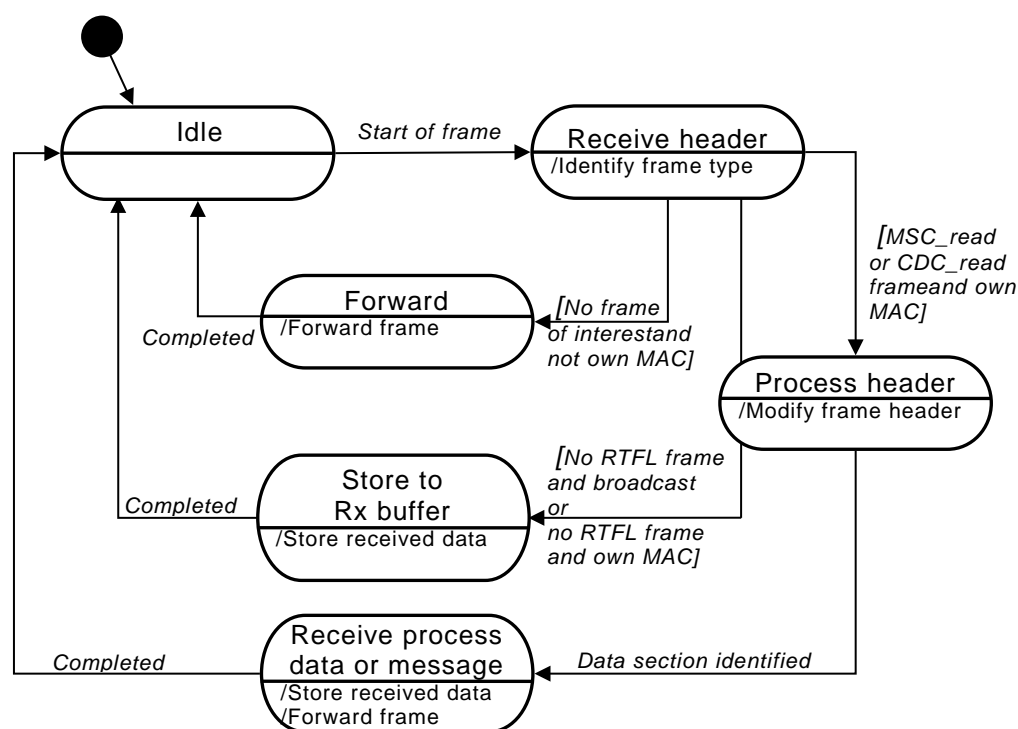 Idle
Start of frame
Receive header
/Identify frame type
[MSC_read
or CDC_read
frameand own
MAC]
Forward
/Forward frame
Completed
[No frame
of interestand
not own MAC]
Process header
/Modify frame header
Store to
Rx buffer
/Store received data
Completed
[No RTFL frame
and broadcast
or
no RTFL frame
and own MAC]
Receive process
data or message
/Store received data
/Forward frame
Completed
Data section identified